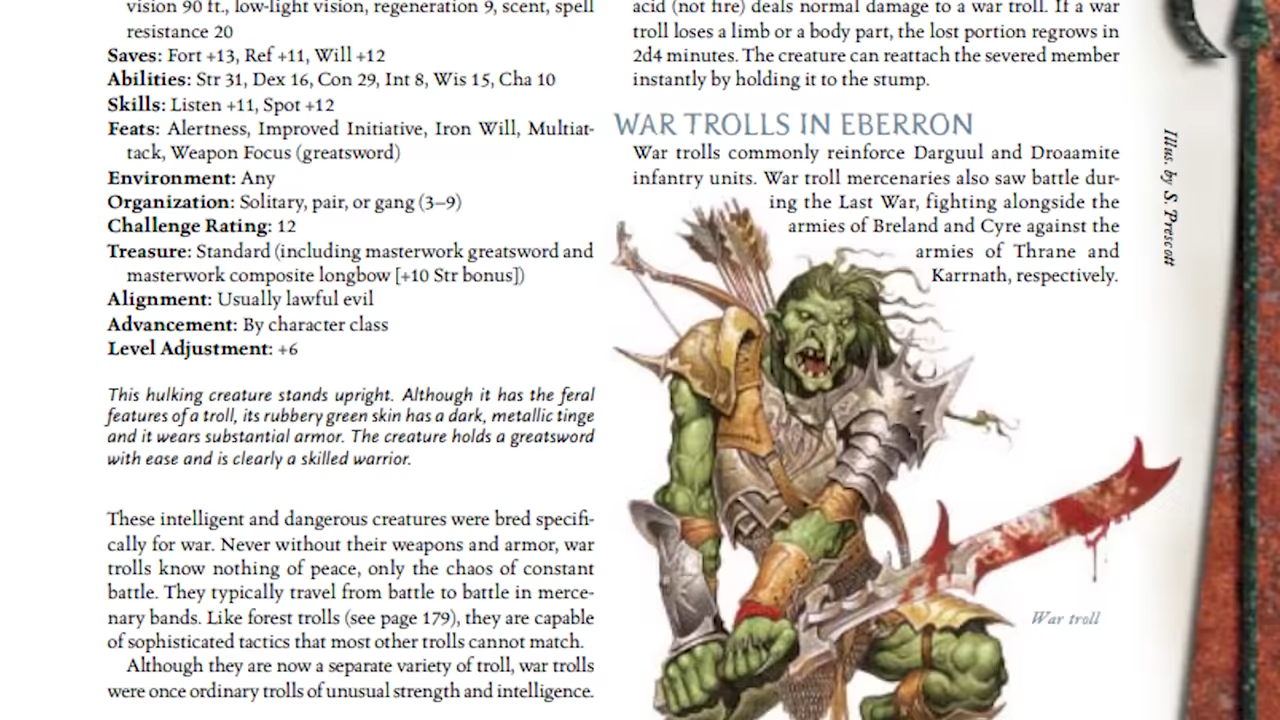 vision 90 ft., low-light vision, regeneration 9, scent, spell
resistance 20
Saves: Fort +13, Ref +11, Will +12
Abilities: Str 31, Dex 16, Con 29, Int 8, Wis 15, Cha 10
Skills: Listen +11, Spot +12
Feats: Alertness, Improved Initiative, Iron Will, Multiat-
tack, Weapon Focus (greatsword)
Environment: Any
Organization: Solitary, pair, or gang (3–9)
Challenge Rating: 12
Treasure: Standard (including masterwork greatsword and
masterwork composite longbow [+10 Str bonus])
Alignment: Usually lawful evil
Advancement: By character class
Level Adjustment: +6
This hulking creature stands upright. Although it has the feral
features of a troll, its rubbery green skin has a dark, metallic tinge
and it wears substantial armor. The creature holds a greatsword
with ease and is clearly a skilled warrior.
These intelligent and dangerous creatures were bred specifi-
cally for war. Never without their weapons and armor, war
trolls know nothing of peace, only the chaos of constant
battle. They typically travel from battle to battle in merce-
nary bands. Like forest trolls (see page 179), they are capable
of sophisticated tactics that most other trolls cannot match.
Although they are now a separate variety of troll, war trolls
were once ordinary trolls of unusual strength and intelligence.
acid (not fire) deals normal damage to a war troll. If a war
troll loses a limb or a body part, the lost portion regrows in
2d4 minutes. The creature can reattach the severed member
instantly by holding it to the stump.
WAR TROLLS IN EBERRON
War trolls commonly reinforce Darguul and Droaamite
infantry units. War troll mercenaries also saw battle dur-
ing the Last War, fighting alongside the
armies of Breland and Cyre against the
armies of Thrane and
Karrnath, respectively.
War troll
Illus. by S. Prescott